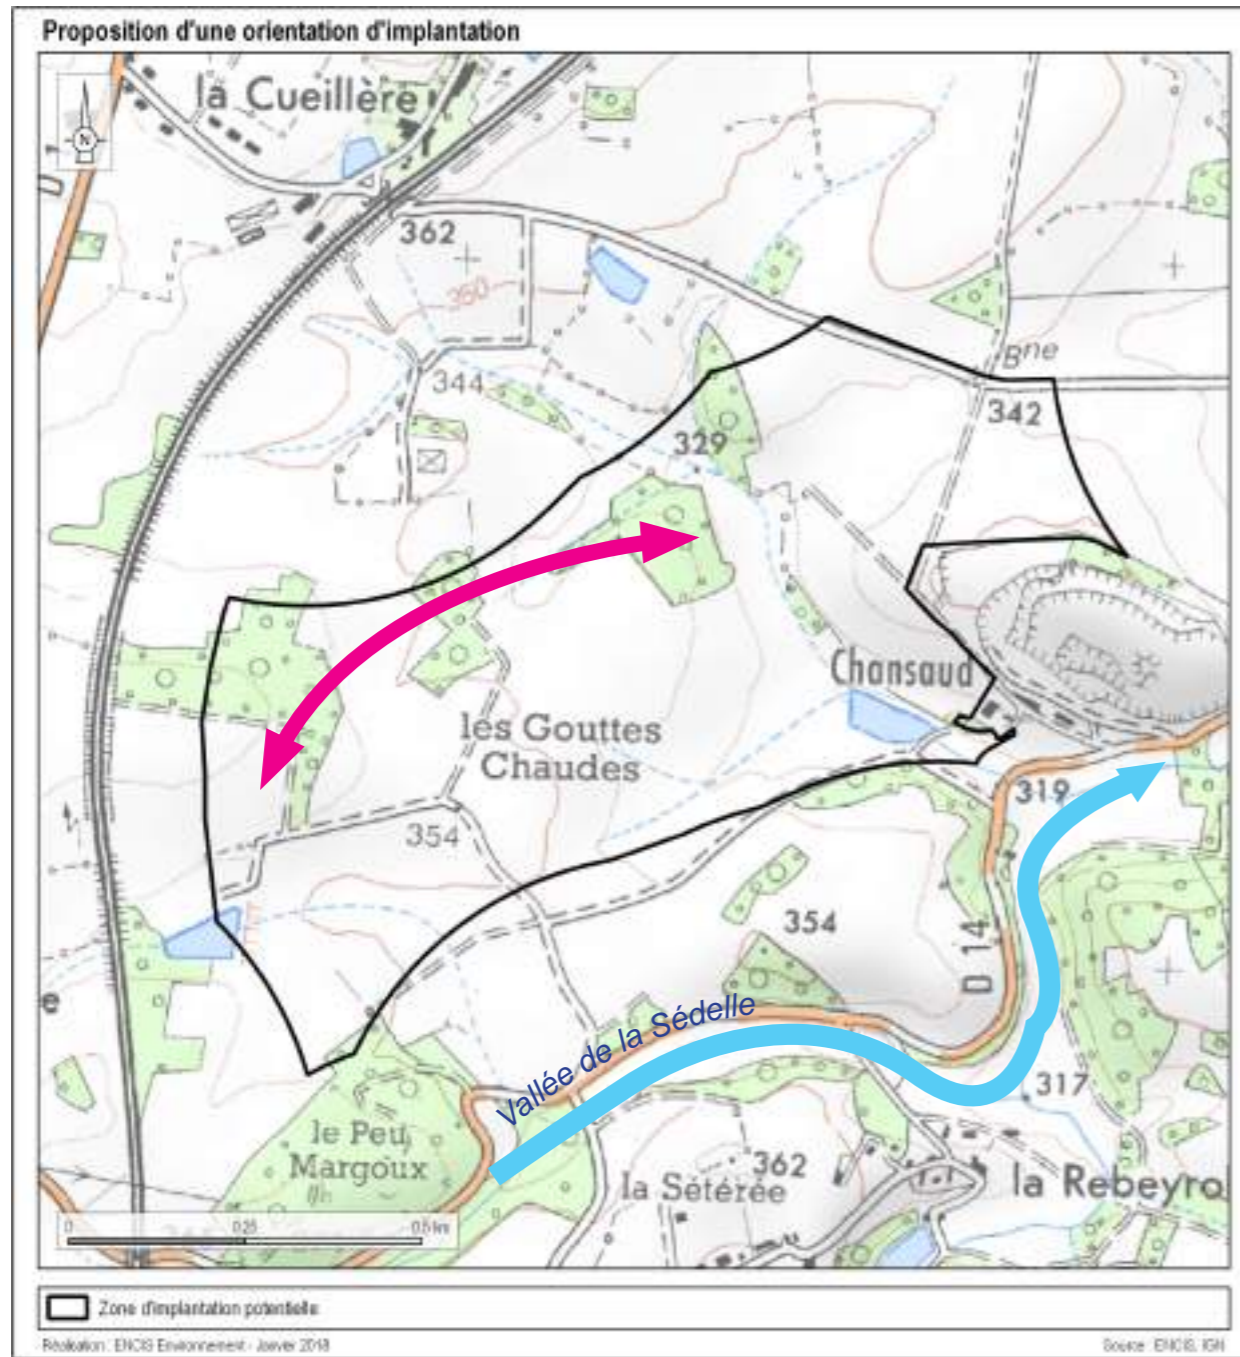 Proposition d'une orientation d'implantation
la Cueillère
N
362
360
344
Bne
342
329
Chansaud
les Gouttes
Chaudes
319
354
354
D 14
Vallée de la Sédelle
317
le Peu
Margoux
362
la Sétérée
la Rebeyro
0 0.25 0.5 km
Zone d'implantation potentielle
Réalisation : ENCIS Environnement - Janvier 2018
Source : ENCIS, IGN